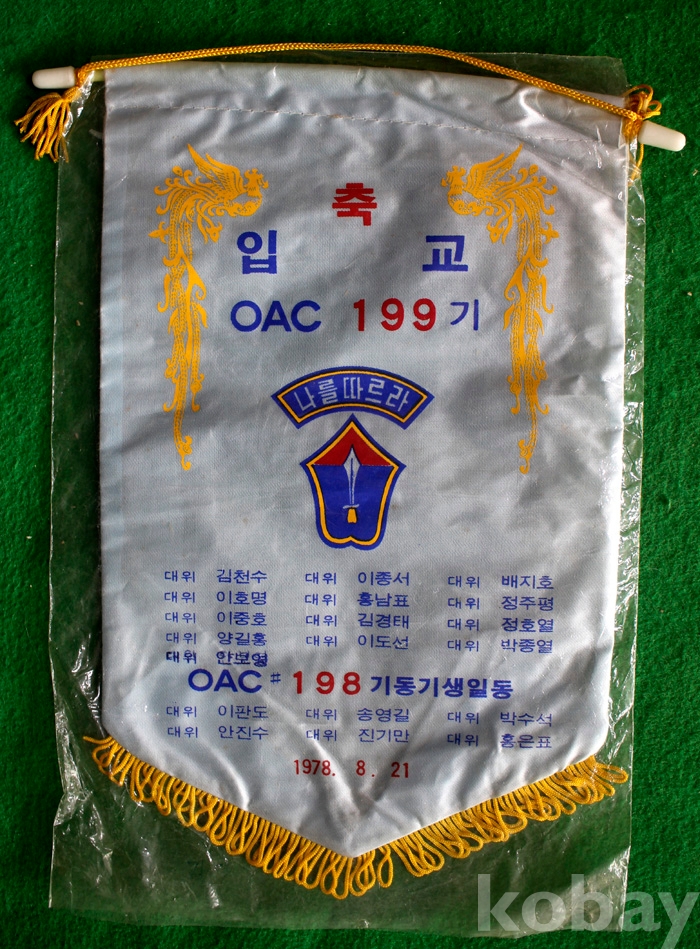 축
입 교
OAC 199기
나를따르라
대위 김천수 대위 이종서 대위 배지호
대위 이호명 대위 홍남표 대위 정주평
대위 이중호 대위 김경태 대위 정호열
대위 양길홍 대위 이도선 대위 박종열
대위 안보영
OAC # 198 기동기생일동
대위 이판도 대위 송영길 대위 박수석
대위 안진수 대위 진기만 대위 홍은표
1978. 8. 21
kobay